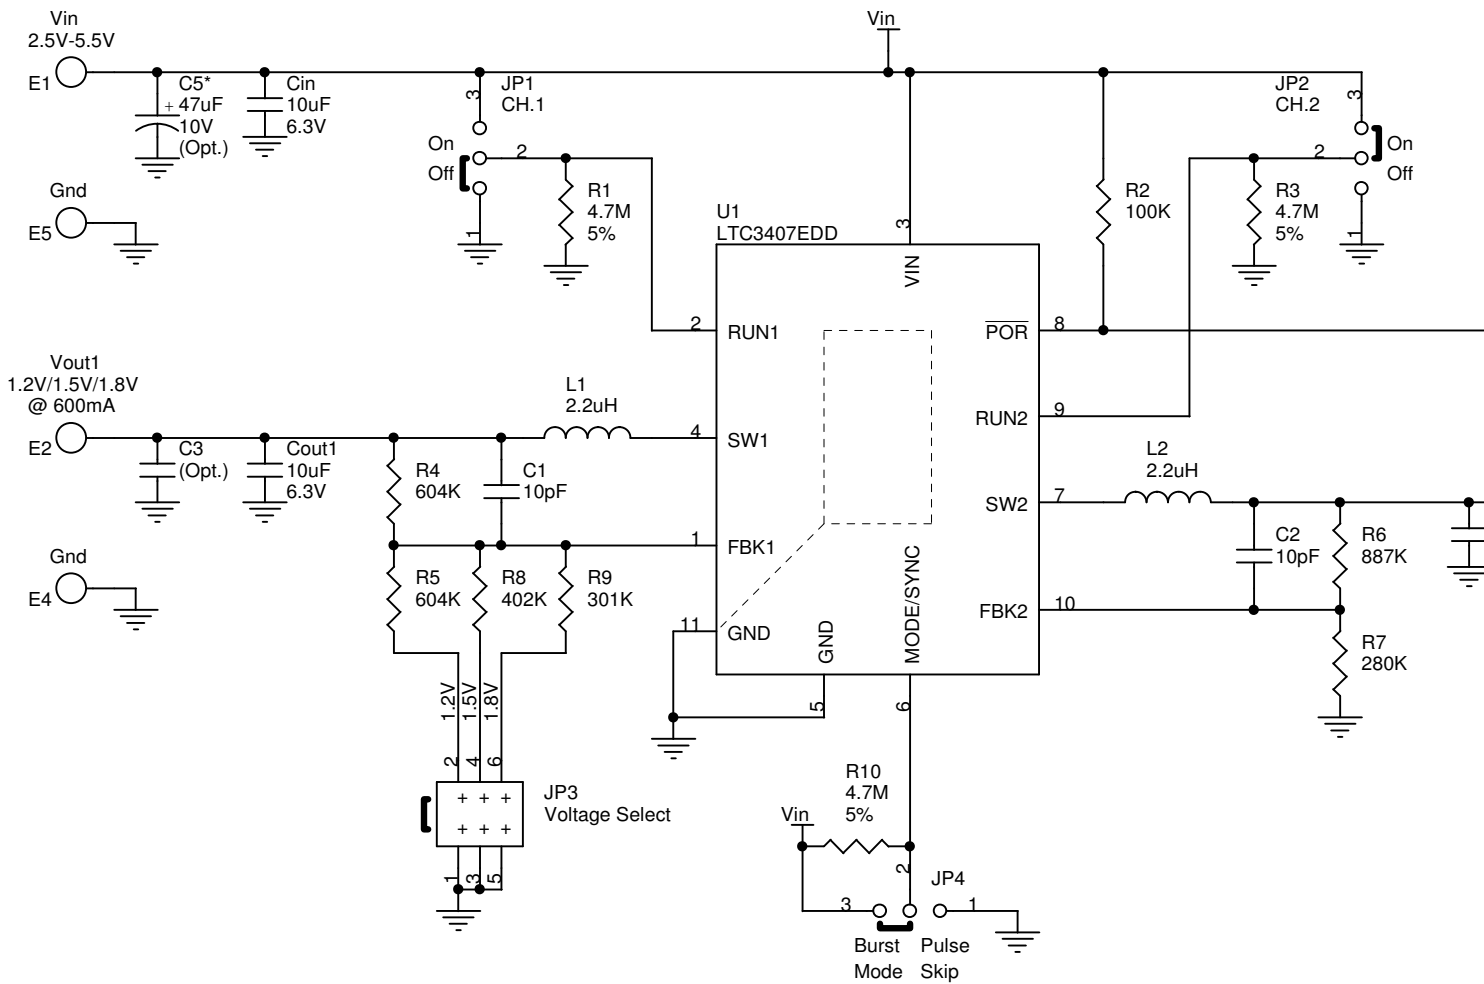 Vin
2.5V-5.5V
E1
C5*
+ 47uF
10V
(Opt.)
Cin
10uF
6.3V
3
JP1
CH.1
On
Off
2
1
R1
4.7M
5%
Vin
3
R2
100K
JP2
CH.2
3
On
Off
2
1
R3
4.7M
5%
Gnd
E5
U1
LTC3407EDD
VIN
2
RUN1
POR
8
RUN2
9
Vout1
1.2V/1.5V/1.8V
@ 600mA
E2
C3
(Opt.)
Cout1
10uF
6.3V
R4
604K
C1
10pF
L1
2.2uH
4
SW1
SW2
7
L2
2.2uH
C2
10pF
R6
887K
1
FBK1
FBK2
10
Gnd
E4
R5
604K
R8
402K
R9
301K
11
GND
GND
MODE/SYNC
5
6
R7
280K
1.2V
1.5V
1.8V
2
4
6
+ + +
+ + +
JP3
Voltage Select
1
3
5
R10
4.7M
5%
Vin
2
JP4
3
1
Burst
Mode
Pulse
Skip